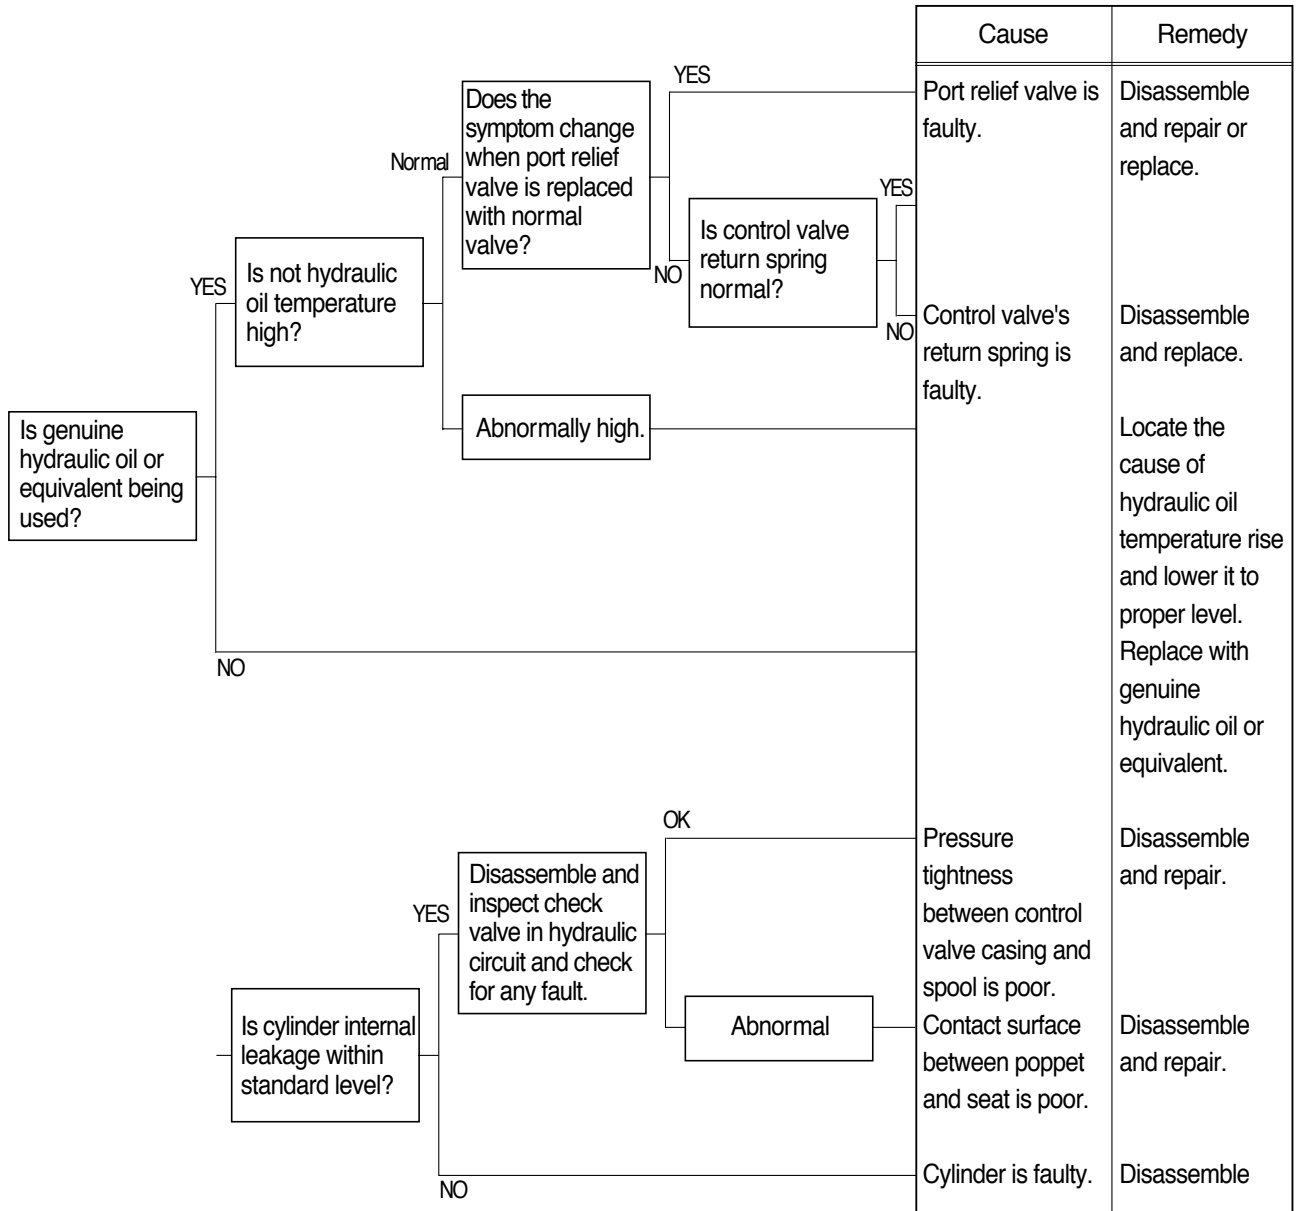 Cause
Remedy
YES
Does the
symptom change
when port relief
valve is replaced
with normal
valve?
Port relief valve is
faulty.
Disassemble
and repair or
replace.
Normal
YES
Is control valve
return spring
normal?
NO
YES
Is not hydraulic
oil temperature
high?
NO
Control valve's
return spring is
faulty.
Disassemble
and replace.
Abnormally high.
Is genuine
hydraulic oil or
equivalent being
used?
Locate the
cause of
hydraulic oil
temperature rise
and lower it to
proper level.
NO
Replace with
genuine
hydraulic oil or
equivalent.
OK
Pressure
tightness
between control
valve casing and
spool is poor.
Disassemble
and repair.
YES
Disassemble and
inspect check
valve in hydraulic
circuit and check
for any fault.
Is cylinder internal
leakage within
standard level?
Abnormal
Contact surface
between poppet
and seat is poor.
Disassemble
and repair.
NO
Cylinder is faulty.
Disassemble